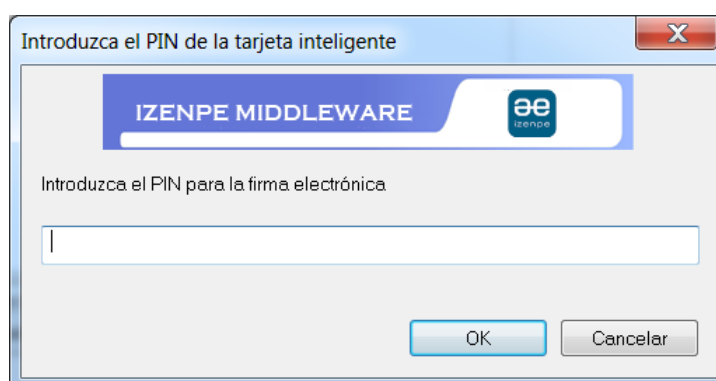 Introduzca el PIN de la tarjeta inteligente
IZENPE MIDDLEWARE
izenpe
Introduzca el PIN para la firma electrónica
OK
Cancelar